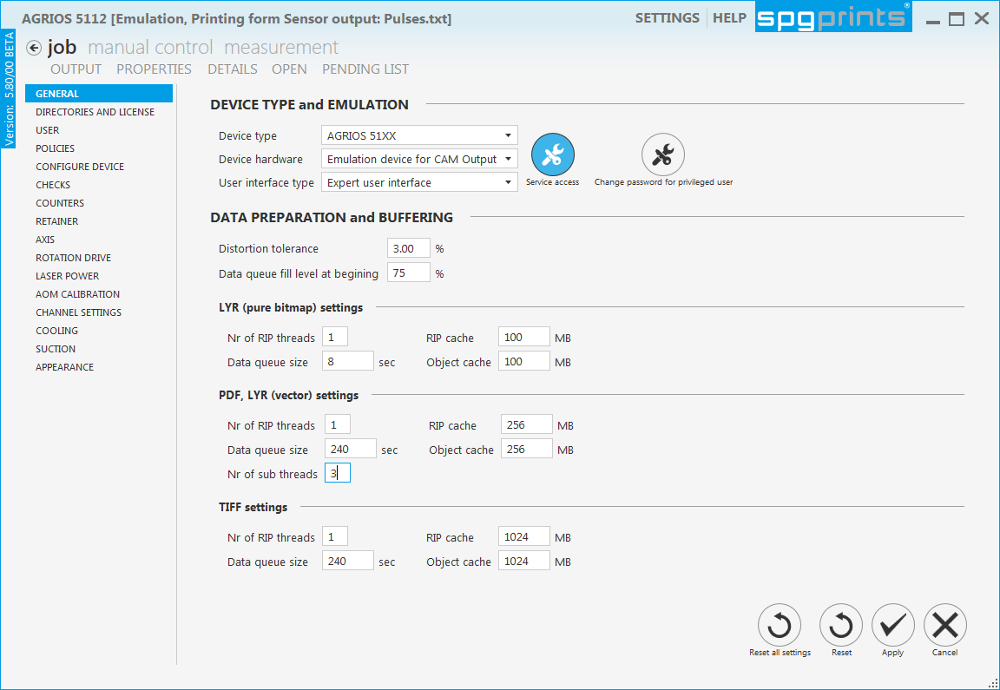 AGRIOS 5112 [Emulation, Printing form Sensor output: Pulses.txt]
SETTINGS HELP
spgprints®
Version: 5.80/00 BETA
job manual control measurement
OUTPUT PROPERTIES DETAILS OPEN PENDING LIST
GENERAL
DIRECTORIES AND LICENSE
USER
POLICIES
CONFIGURE DEVICE
CHECKS
COUNTERS
RETAINER
AXIS
ROTATION DRIVE
LASER POWER
AOM CALIBRATION
CHANNEL SETTINGS
COOLING
SUCTION
APPEARANCE
DEVICE TYPE and EMULATION
Device type AGRIOS 51XX
Device hardware Emulation device for CAM Output
User interface type Expert user interface
Service access
Change password for privileged user
DATA PREPARATION and BUFFERING
Distortion tolerance 3.00 %
Data queue fill level at begining 75 %
LYR (pure bitmap) settings
Nr of RIP threads 1 RIP cache 100 MB
Data queue size 8 sec Object cache 100 MB
PDF, LYR (vector) settings
Nr of RIP threads 1 RIP cache 256 MB
Data queue size 240 sec Object cache 256 MB
Nr of sub threads 3
TIFF settings
Nr of RIP threads 1 RIP cache 1024 MB
Data queue size 240 sec Object cache 1024 MB
Reset all settings Reset Apply Cancel